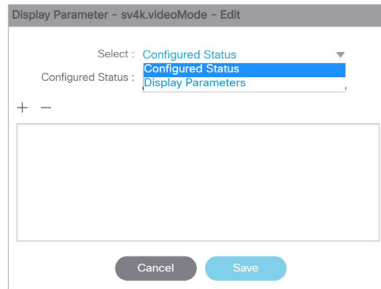 Display Parameter - sv4k.videoMode - Edit
Select : Configured Status
Configured Status
Configured Status :
Display Parameters
+ −
Cancel Save